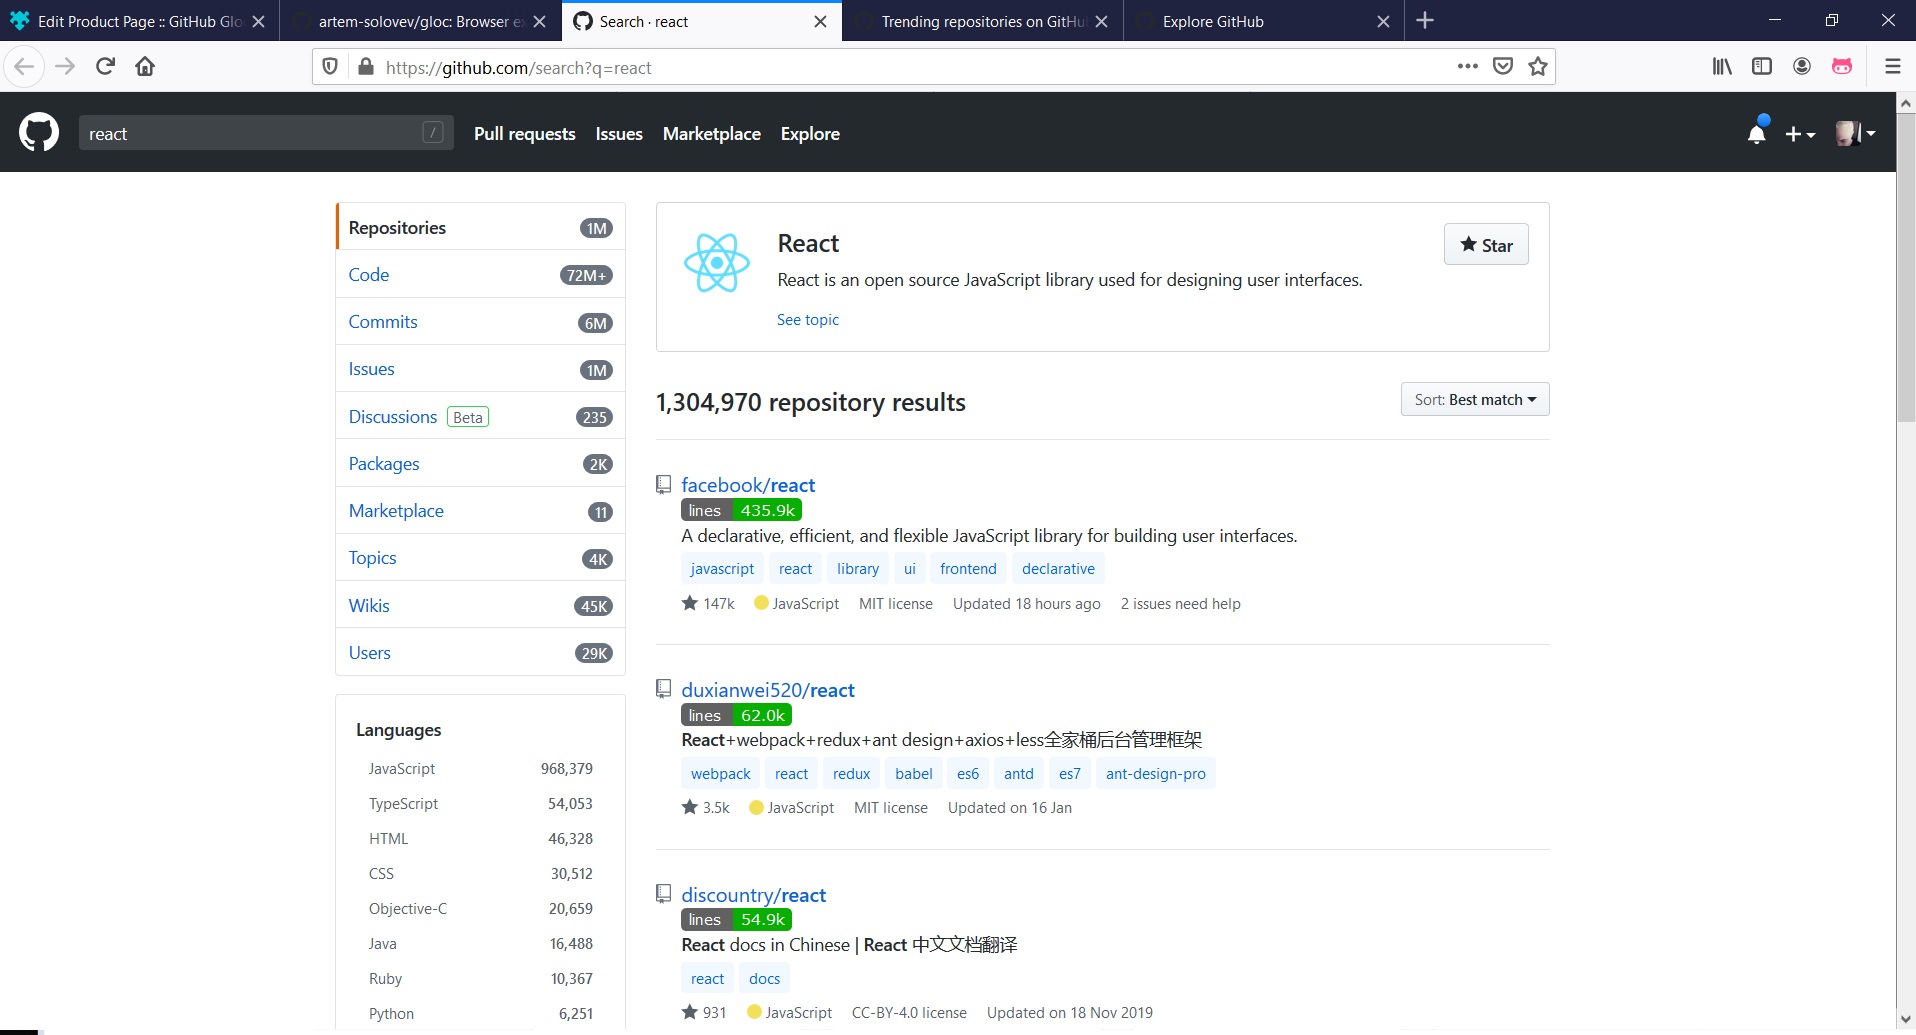 Edit Product Page :: GitHub Glo
artem-solovev/gloc: Browser ex
Search · react
Trending repositories on GitHu
Explore GitHub
https://github.com/search?q=react
react
/
Pull requests
Issues
Marketplace
Explore
Repositories 1M
Code 72M+
Commits 6M
Issues 1M
Discussions Beta 235
Packages 2K
Marketplace 11
Topics 4K
Wikis 45K
Users 29K
Languages
JavaScript 968,379
TypeScript 54,053
HTML 46,328
CSS 30,512
Objective-C 20,659
Java 16,488
Ruby 10,367
Python 6,251
React
React is an open source JavaScript library used for designing user interfaces.
See topic
Star
1,304,970 repository results
Sort: Best match
facebook/react
lines 435.9k
A declarative, efficient, and flexible JavaScript library for building user interfaces.
javascript react library ui frontend declarative
147k JavaScript MIT license Updated 18 hours ago 2 issues need help
duxianwei520/react
lines 62.0k
React+webpack+redux+ant design+axios+less全家桶后台管理框架
webpack react redux babel es6 antd es7 ant-design-pro
3.5k JavaScript MIT license Updated on 16 Jan
discountry/react
lines 54.9k
React docs in Chinese | React 中文文档翻译
react docs
931 JavaScript CC-BY-4.0 license Updated on 18 Nov 2019